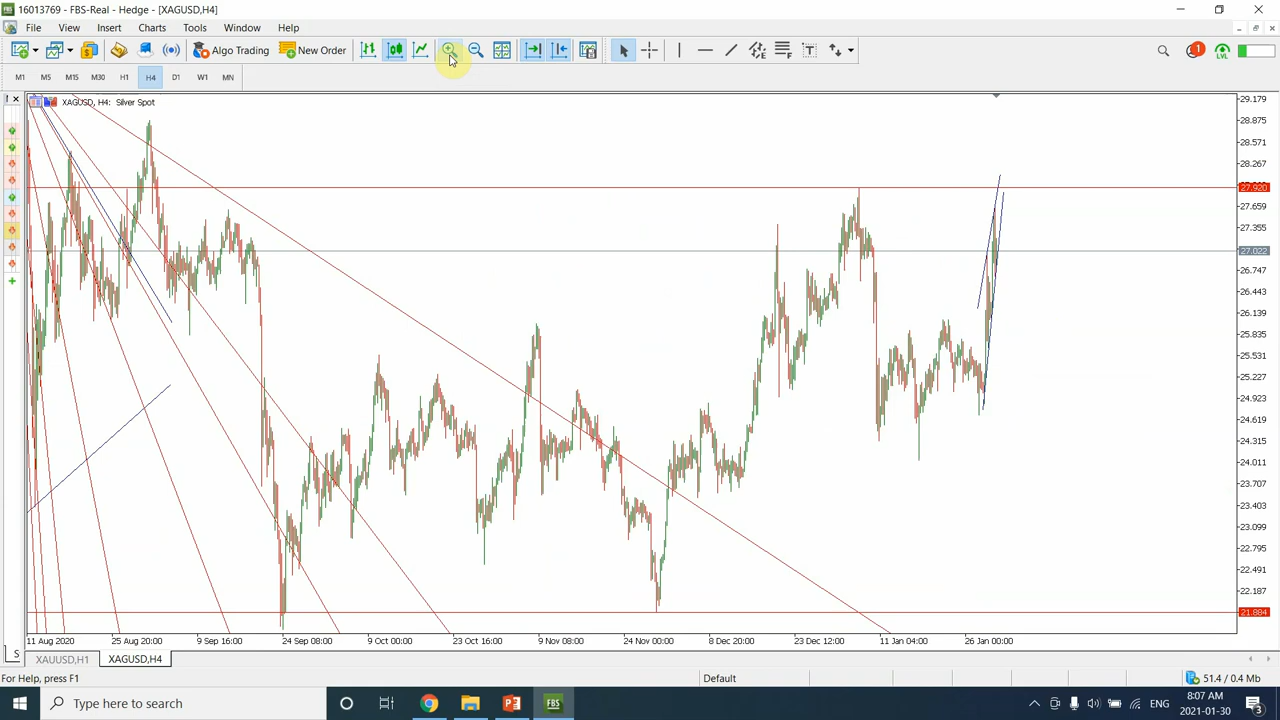 16013769 - FBS-Real - Hedge - [XAGUSD,H4]
File View Insert Charts Tools Window Help
Algo Trading New Order
1
LVL
M1 M5 M15 M30 H1 H4 D1 W1 MN
XAGUSD, H4: Silver Spot
29.179
28.875
28.571
28.267
27.920
27.659
27.355
27.022
26.747
26.443
26.139
25.835
25.531
25.227
24.923
24.619
24.315
24.011
23.707
23.403
23.099
22.795
22.491
22.187
21.884
11 Aug 2020 25 Aug 20:00 9 Sep 16:00 24 Sep 08:00 9 Oct 00:00 23 Oct 16:00 9 Nov 08:00 24 Nov 00:00 8 Dec 20:00 23 Dec 12:00 11 Jan 04:00 26 Jan 00:00
S XAUUSD,H1 XAGUSD,H4
For Help, press F1 Default 51.4 / 0.4 Mb
Type here to search FBS ENG 8:07 AM
2021-01-30 3